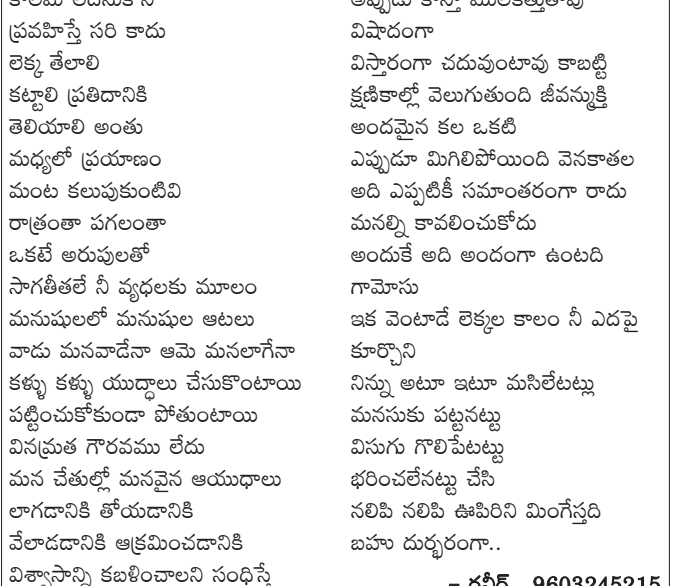 ప్రవహిస్తే సరి కాదు
లెక్క తేలాలి
కట్టాలి ప్రతిదానికి
తెలియాలి అంతు
మధ్యలో ప్రయాణం
మంట కలుపుకుంటివి
రాత్రంతా పగలంతా
ఒకటే అరుపులతో
సాగతీతలే నీ వ్యధలకు మూలం
మనుషులలో మనుషుల ఆటలు
వాడు మనవాడేనా ఆమె మనలాగేనా
కళ్ళు కళ్ళు యుద్ధాలు చేసుకొంటాయి
పట్టించుకోకుండా పోతుంటాయి
వినమ్రత గౌరవము లేదు
మన చేతుల్లో మనవైన ఆయుధాలు
లాగడానికి తోయడానికి
వేలాడడానికి ఆక్రమించడానికి
విశ్వాసాన్ని కబళించాలని సంధిస్తే
విషాదంగా
విస్తారంగా చదువుంటావు కాబట్టి
క్షణికాల్లో వెలుగుతుంది జీవన్ముక్తి
అందమైన కల ఒకటి
ఎప్పుడూ మిగిలిపోయింది వెనకాతల
అది ఎప్పటికీ సమాంతరంగా రాదు
మనల్ని కావలించుకోదు
అందుకే అది అందంగా ఉంటది
గామోసు
ఇక వెంటాడే లెక్కల కాలం నీ ఎదపై
కూర్చొని
నిన్ను అటూ ఇటూ మసిలేటట్లు
మనసుకు పట్టనట్టు
విసుగు గొలిపేటట్టు
భరించలేనట్టు చేసి
నలిపి నలిపి ఊపిరిని మింగేస్తది
బహు దుర్భరంగా..
9603245215